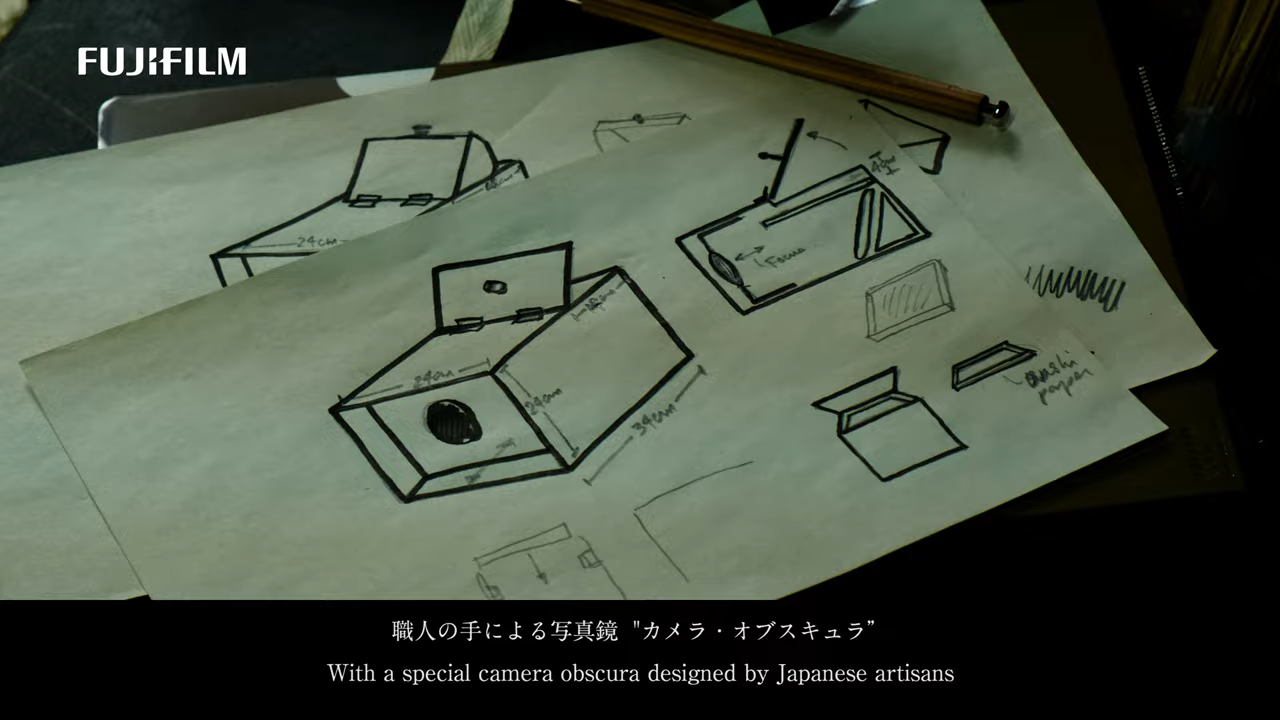 FUJIFILM
24cm
Focus
24cm
24cm
34cm
paper
職人の手による写真鏡 "カメラ・オブスキュラ”
With a special camera obscura designed by Japanese artisans